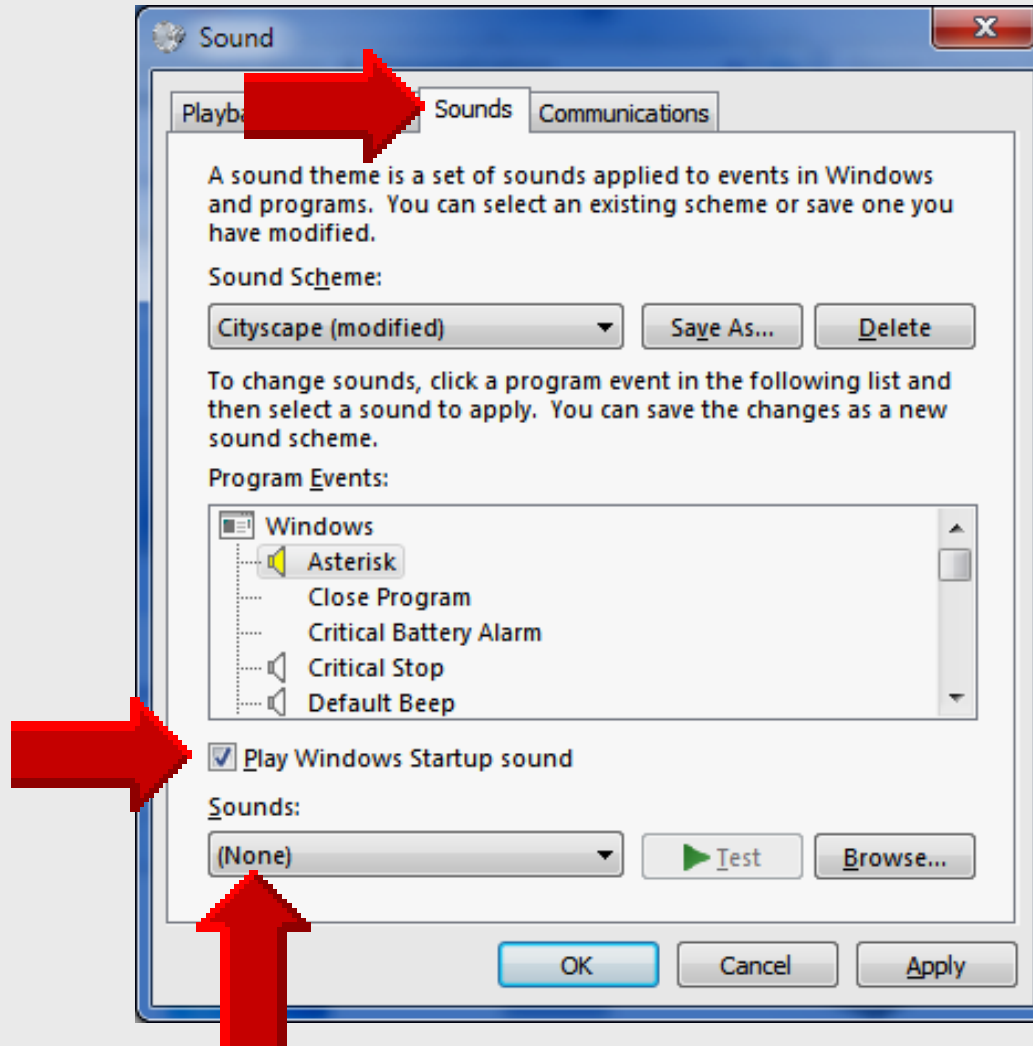 Sound
Sounds Communications
A sound theme is a set of sounds applied to events in Windows
and programs. You can select an existing scheme or save one you
have modified.
Sound Scheme:
Cityscape (modified) Save As... Delete
To change sounds, click a program event in the following list and
then select a sound to apply. You can save the changes as a new
sound scheme.
Program Events:
Windows
Asterisk
Close Program
Critical Battery Alarm
Critical Stop
Default Beep
Play Windows Startup sound
Sounds:
(None) Test Browse...
OK Cancel Apply